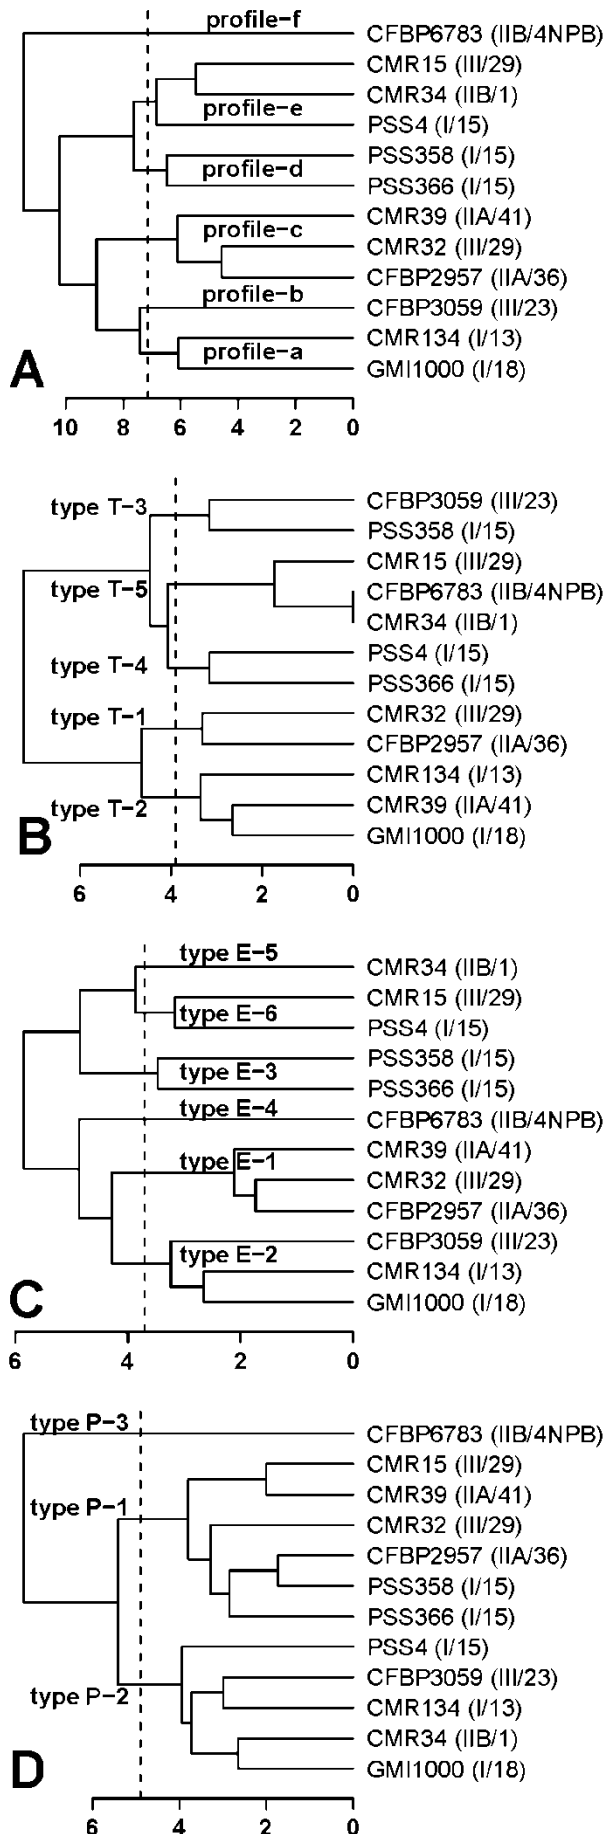 profile-f
CFBP6783 (IIB/4NPB)
CMR15 (III/29)
CMR34 (IIB/1)
profile-e
PSS4 (I/15)
PSS358 (I/15)
profile-d
PSS366 (I/15)
CMR39 (IIA/41)
profile-c
CMR32 (III/29)
CFBP2957 (IIA/36)
profile-b
CFBP3059 (III/23)
CMR134 (I/13)
profile-a
GMI1000 (I/18)
A
10 8 6 4 2 0
type T-3
CFBP3059 (III/23)
PSS358 (I/15)
CMR15 (III/29)
type T-5
CFBP6783 (IIB/4NPB)
CMR34 (IIB/1)
type T-4
PSS4 (I/15)
PSS366 (I/15)
type T-1
CMR32 (III/29)
CFBP2957 (IIA/36)
CMR134 (I/13)
type T-2
CMR39 (IIA/41)
GMI1000 (I/18)
B
6 4 2 0
type E-5
CMR34 (IIB/1)
CMR15 (III/29)
type E-6
PSS4 (I/15)
PSS358 (I/15)
type E-3
PSS366 (I/15)
type E-4
CFBP6783 (IIB/4NPB)
CMR39 (IIA/41)
type E-1
CMR32 (III/29)
CFBP2957 (IIA/36)
CFBP3059 (III/23)
type E-2
CMR134 (I/13)
GMI1000 (I/18)
C
6 4 2 0
type P-3
CFBP6783 (IIB/4NPB)
CMR15 (III/29)
CMR39 (IIA/41)
type P-1
CMR32 (III/29)
CFBP2957 (IIA/36)
PSS358 (I/15)
PSS366 (I/15)
PSS4 (I/15)
CFBP3059 (III/23)
type P-2
CMR134 (I/13)
CMR34 (IIB/1)
GMI1000 (I/18)
D
6 4 2 0